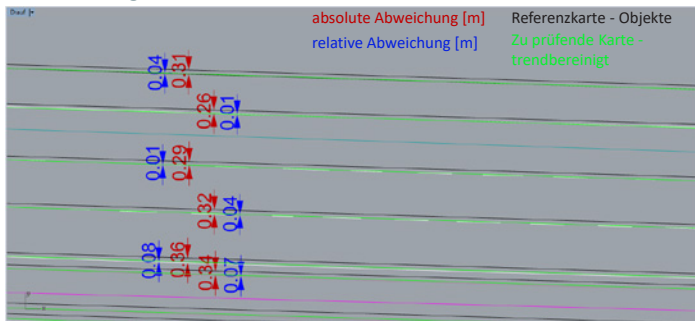 Drauf
absolute Abweichung [m] Referenzkarte - Objekte
relative Abweichung [m] Zu prüfende Karte -
trendbereinigt
0.04 0.31
0.26 0.01
0.01 0.29
0.32 0.04
0.08 0.36 0.34 0.07
x